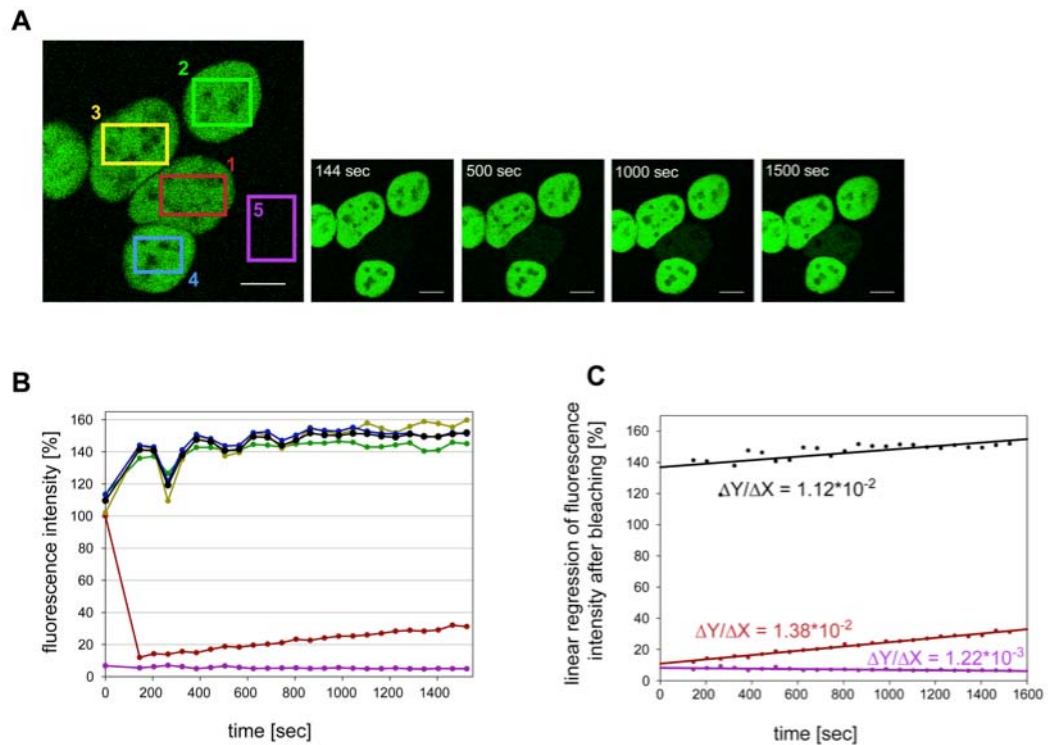 A
2
3
1
5
4
144 sec
500 sec
1000 sec
1500 sec
B
fluorescence intensity [%]
160
140
120
100
80
60
40
20
0
0 200 400 600 800 1000 1200 1400
time [sec]
C
linear regression of fluorescence
intensity after bleaching [%]
160
140
120
100
80
60
40
20
0
ΔY/ΔX = 1.12*10⁻²
ΔY/ΔX = 1.38*10⁻²
ΔY/ΔX = 1.22*10⁻³
0 200 400 600 800 1000 1200 1400 1600
time [sec]